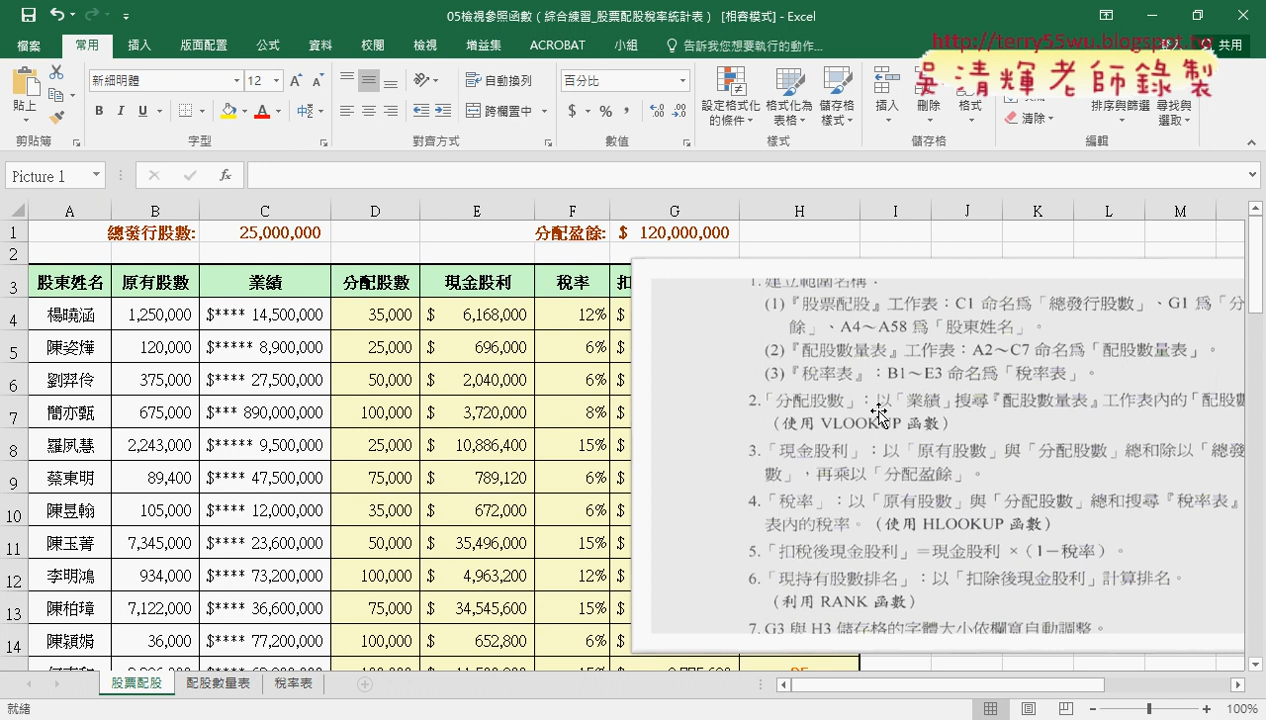 05檢視參照函數（綜合練習_股票配股稅率統計表） [相容模式] - Excel
http://terry55wu.blogspot.t
吳清輝老師錄製
檔案 常用 插入 版面配置 公式 資料 校閱 檢視 增益集 ACROBAT 小組 告訴我您想要執行的動作... 共用
貼上 新細明體 12 自動換列 百分比 設定格式化的條件 格式化為表格 儲存格樣式 插入 刪除 格式 排序與篩選 尋找與選取
B I U 中 跨欄置中 $ % , 清除
剪貼簿 字型 對齊方式 數值 樣式 儲存格 編輯
Picture 1 fx
A B C D E F G H I J K L M
1 總發行股數: 25,000,000 分配盈餘: $ 120,000,000
2
3 股東姓名 原有股數 業績 分配股數 現金股利 稅率 扣
4 楊曉涵 1,250,000 $**** 14,500,000 35,000 $ 6,168,000 12% $
5 陳姿燁 120,000 $***** 8,900,000 25,000 $ 696,000 6% $
6 劉羿伶 375,000 $**** 27,500,000 50,000 $ 2,040,000 6% $
7 簡亦甄 675,000 $*** 890,000,000 100,000 $ 3,720,000 8% $
8 羅夙慧 2,243,000 $***** 9,500,000 25,000 $ 10,886,400 15% $
9 蔡東明 89,400 $**** 47,500,000 75,000 $ 789,120 6% $
10 陳昱翰 105,000 $**** 12,000,000 35,000 $ 672,000 6% $
11 陳玉菁 7,345,000 $**** 23,600,000 50,000 $ 35,496,000 15% $
12 李明鴻 934,000 $**** 73,200,000 100,000 $ 4,963,200 12% $
13 陳柏璋 7,122,000 $**** 36,600,000 75,000 $ 34,545,600 15% $
14 陳穎娟 36,000 $**** 77,200,000 100,000 $ 652,800 6% $
1. 建立範圍名稱：
(1)『股票配股』工作表：C1 命名為「總發行股數」、G1 為「分
餘」、A4～A58 為「股東姓名」。
(2)『配股數量表』工作表：A2～C7 命名為「配股數量表」。
(3)『稅率表』：B1～E3 命名為「稅率表」。
2.「分配股數」：以「業績」搜尋『配股數量表』工作表內的「配股數
（使用 VLOOKUP 函數）
3.「現金股利」：以「原有股數」與「分配股數」總和除以「總發
數」，再乘以「分配盈餘」。
4.「稅率」：以「原有股數」與「分配股數」總和搜尋『稅率表』
表內的稅率。（使用 HLOOKUP 函數）
5.「扣稅後現金股利」＝現金股利 ×（1－稅率）。
6.「現持有股數排名」：以「扣除後現金股利」計算排名。
（利用 RANK 函數）
7. G3 與 H3 儲存格的字體大小依欄寬自動調整。
股票配股 配股數量表 稅率表
就緒 100%